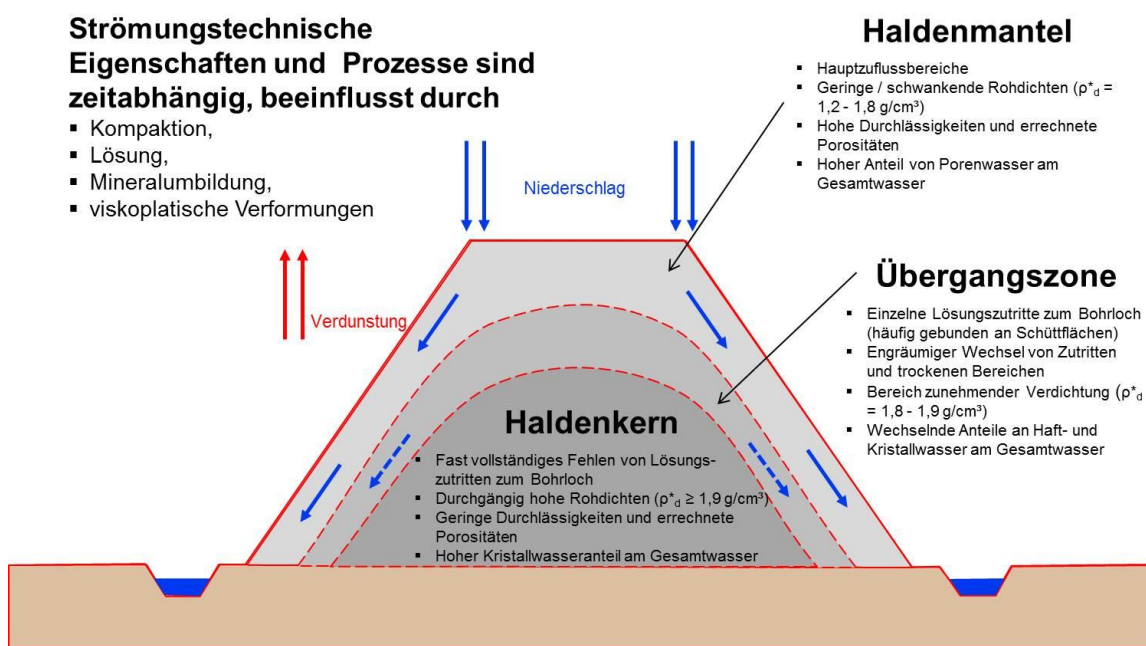 Strömungstechnische
Eigenschaften und Prozesse sind
zeitabhängig, beeinflusst durch
▪ Kompaktion,
▪ Lösung,
▪ Mineralumbildung,
▪ viskoplatische Verformungen
Niederschlag
Verdunstung
Haldenmantel
▪ Hauptzuflussbereiche
▪ Geringe / schwankende Rohdichten (ρ*d =
1,2 - 1,8 g/cm³)
▪ Hohe Durchlässigkeiten und errechnete
Porositäten
▪ Hoher Anteil von Porenwasser am
Gesamtwasser
Übergangszone
▪ Einzelne Lösungszutritte zum Bohrloch
(häufig gebunden an Schüttflächen)
▪ Engräumiger Wechsel von Zutritten
und trockenen Bereichen
▪ Bereich zunehmender Verdichtung (ρ*d
= 1,8 - 1,9 g/cm³)
▪ Wechselnde Anteile an Haft- und
Kristallwasser am Gesamtwasser
Haldenkern
▪ Fast vollständiges Fehlen von Lösungs-
zutritten zum Bohrloch
▪ Durchgängig hohe Rohdichten (ρ*d ≥ 1,9 g/cm³)
▪ Geringe Durchlässigkeiten und errechnete
Porositäten
▪ Hoher Kristallwasseranteil am Gesamtwasser